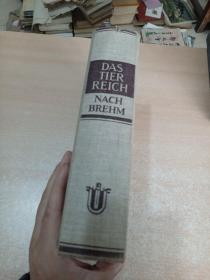 DAS
TIER
REICH
NACH
BREHM